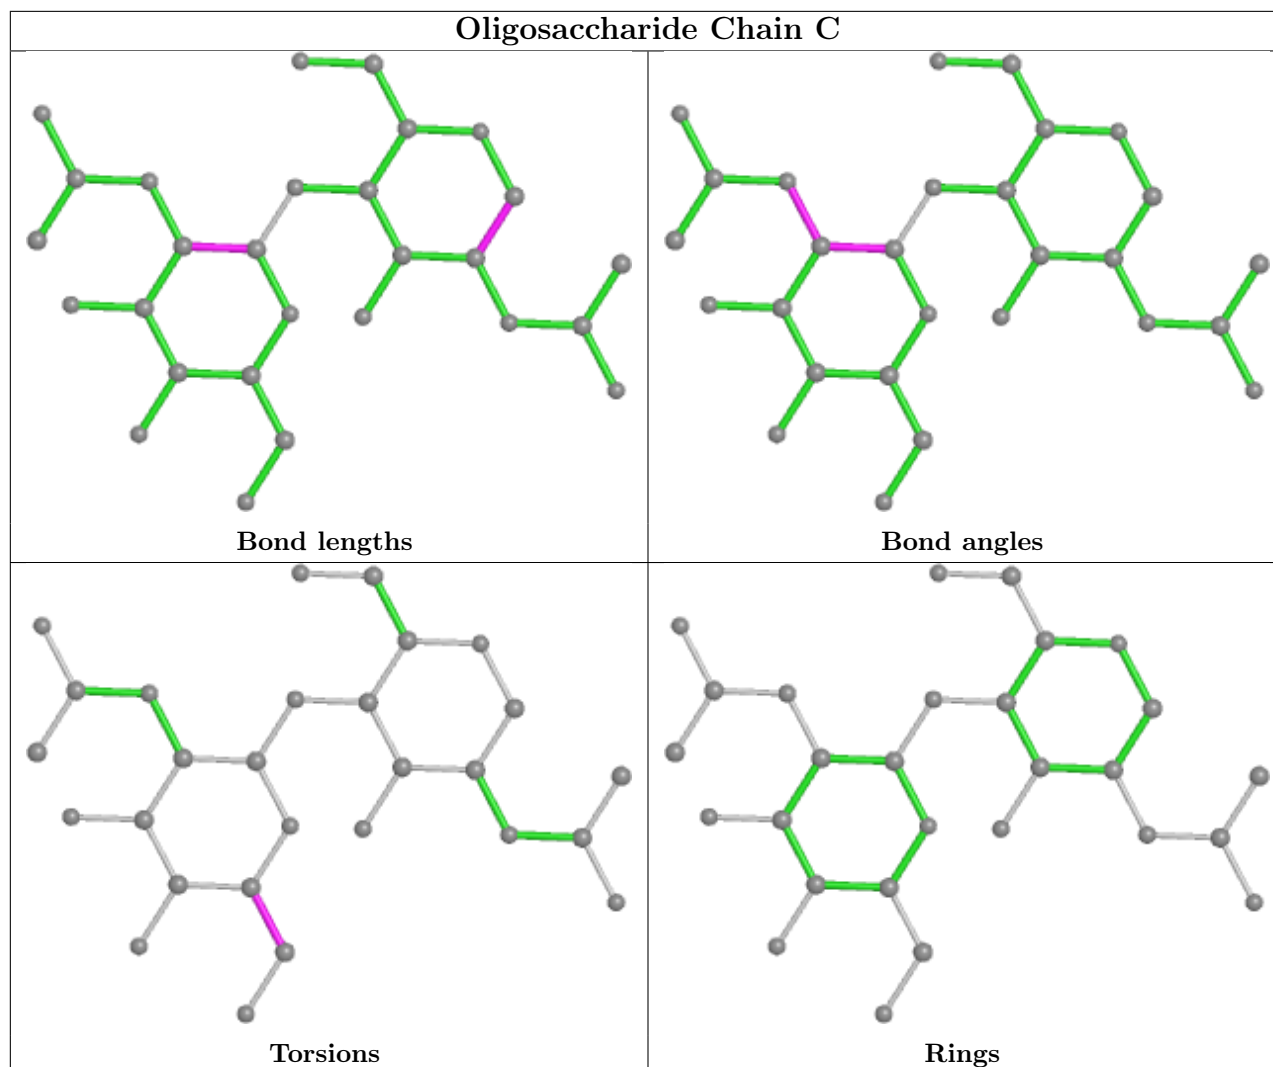 Oligosaccharide Chain C
Bond lengths
Bond angles
Torsions
Rings